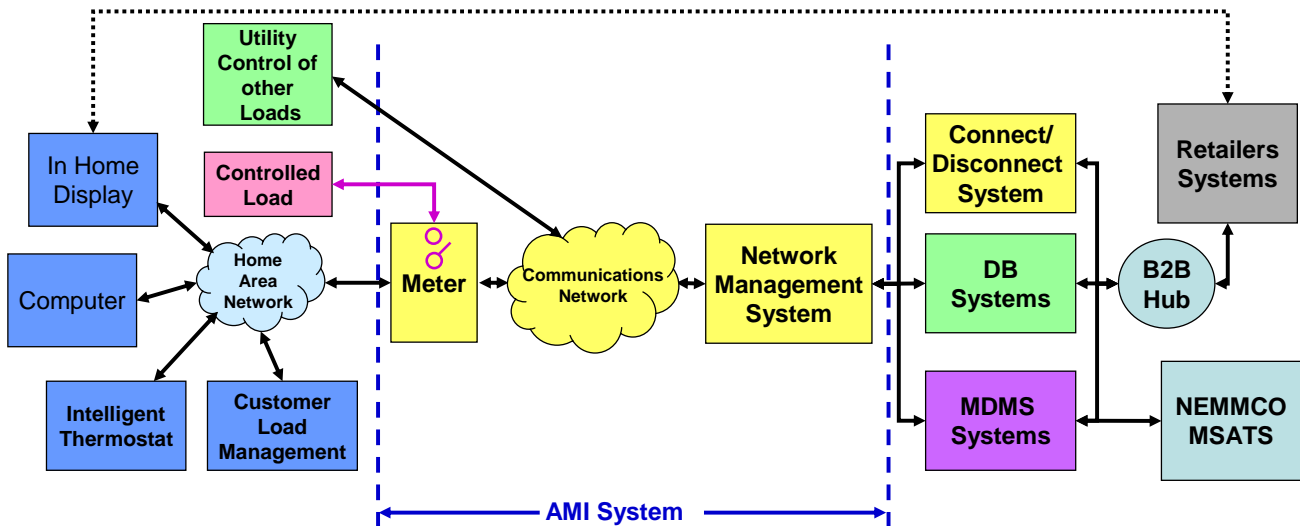 Utility
Control of
other
Loads
In Home
Display
Controlled
Load
Computer
Home
Area
Network
Intelligent
Thermostat
Customer
Load
Management
Meter
Communications
Network
Network
Management
System
Connect/
Disconnect
System
DB
Systems
MDMS
Systems
Retailers
Systems
B2B
Hub
NEMMCO
MSATS
AMI System